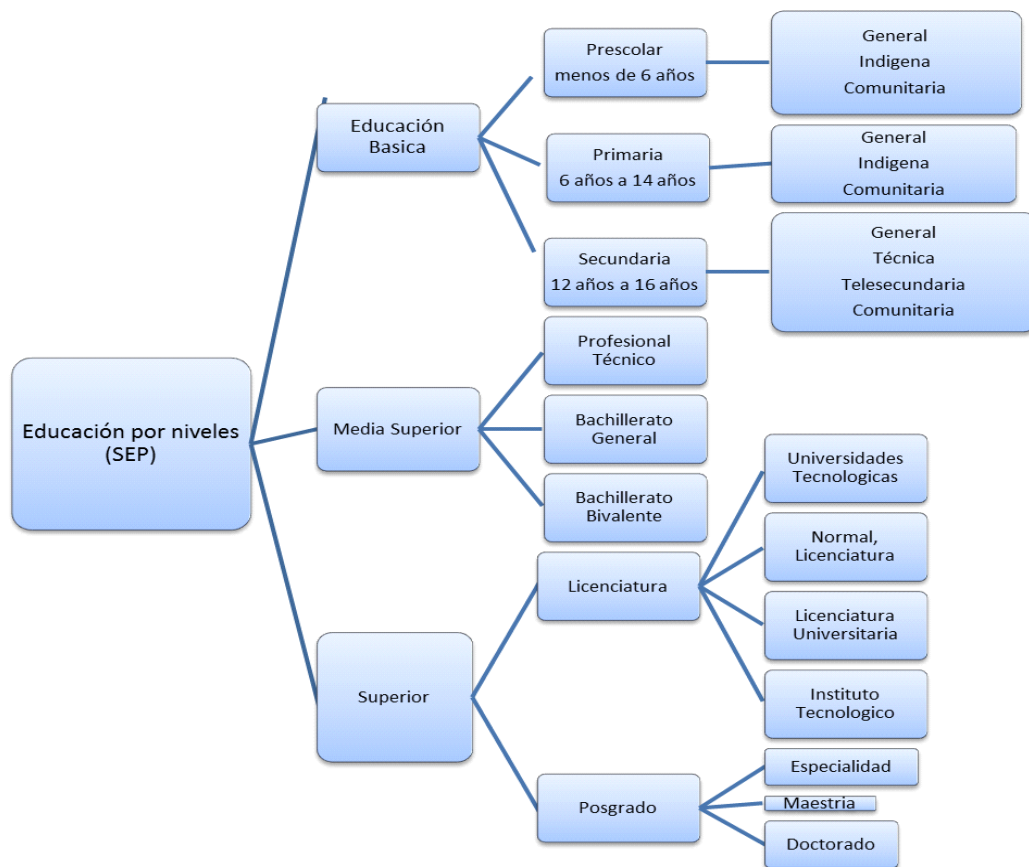 Educación por niveles
(SEP)
Educación
Basica
Prescolar
menos de 6 años
General
Indigena
Comunitaria
Primaria
6 años a 14 años
General
Indigena
Comunitaria
Secundaria
12 años a 16 años
General
Técnica
Telesecundaria
Comunitaria
Media Superior
Profesional
Técnico
Bachillerato
General
Bachillerato
Bivalente
Superior
Licenciatura
Universidades
Tecnologicas
Normal,
Licenciatura
Licenciatura
Universitaria
Instituto
Tecnologico
Posgrado
Especialidad
Maestria
Doctorado